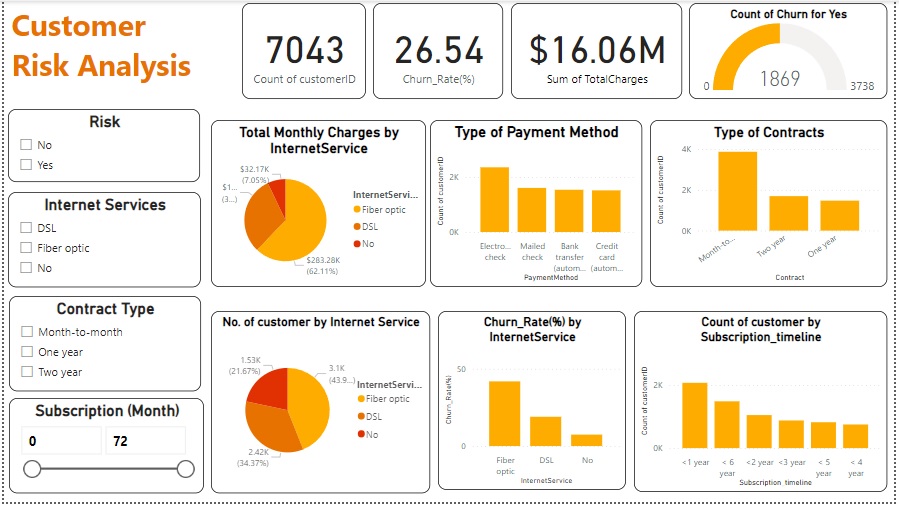 Customer
Risk Analysis
7043
Count of customerID
26.54
Churn_Rate(%)
$16.06M
Sum of TotalCharges
Count of Churn for Yes
0
1869
3738
Risk
No
Yes
Internet Services
DSL
Fiber optic
No
Contract Type
Month-to-month
One year
Two year
Subscription (Month)
0
72
Total Monthly Charges by
InternetService
$32.17K
(7.05%)
$1...
(3...)
$283.28K
(62.11%)
InternetServi...
Fiber optic
DSL
No
Type of Payment Method
Count of customerID
2K
0K
Electro...
check
Mailed
check
Bank
transfer
(autom...
Credit
card
(autom...
PaymentMethod
Type of Contracts
Count of customerID
4K
2K
0K
Month-to...
Two year
One year
Contract
No. of customer by Internet Service
1.53K
(21.67%)
3.1K
(43.9...)
2.42K
(34.37%)
InternetServi...
Fiber optic
DSL
No
Churn_Rate(%) by
InternetService
Churn_Rate(%)
50
0
Fiber
optic
DSL
No
InternetService
Count of customer by
Subscription_timeline
Count of customerID
2K
0K
<1 year
< 6
year
<2 year
<3 year
< 5
year
< 4
year
Subscription_timeline